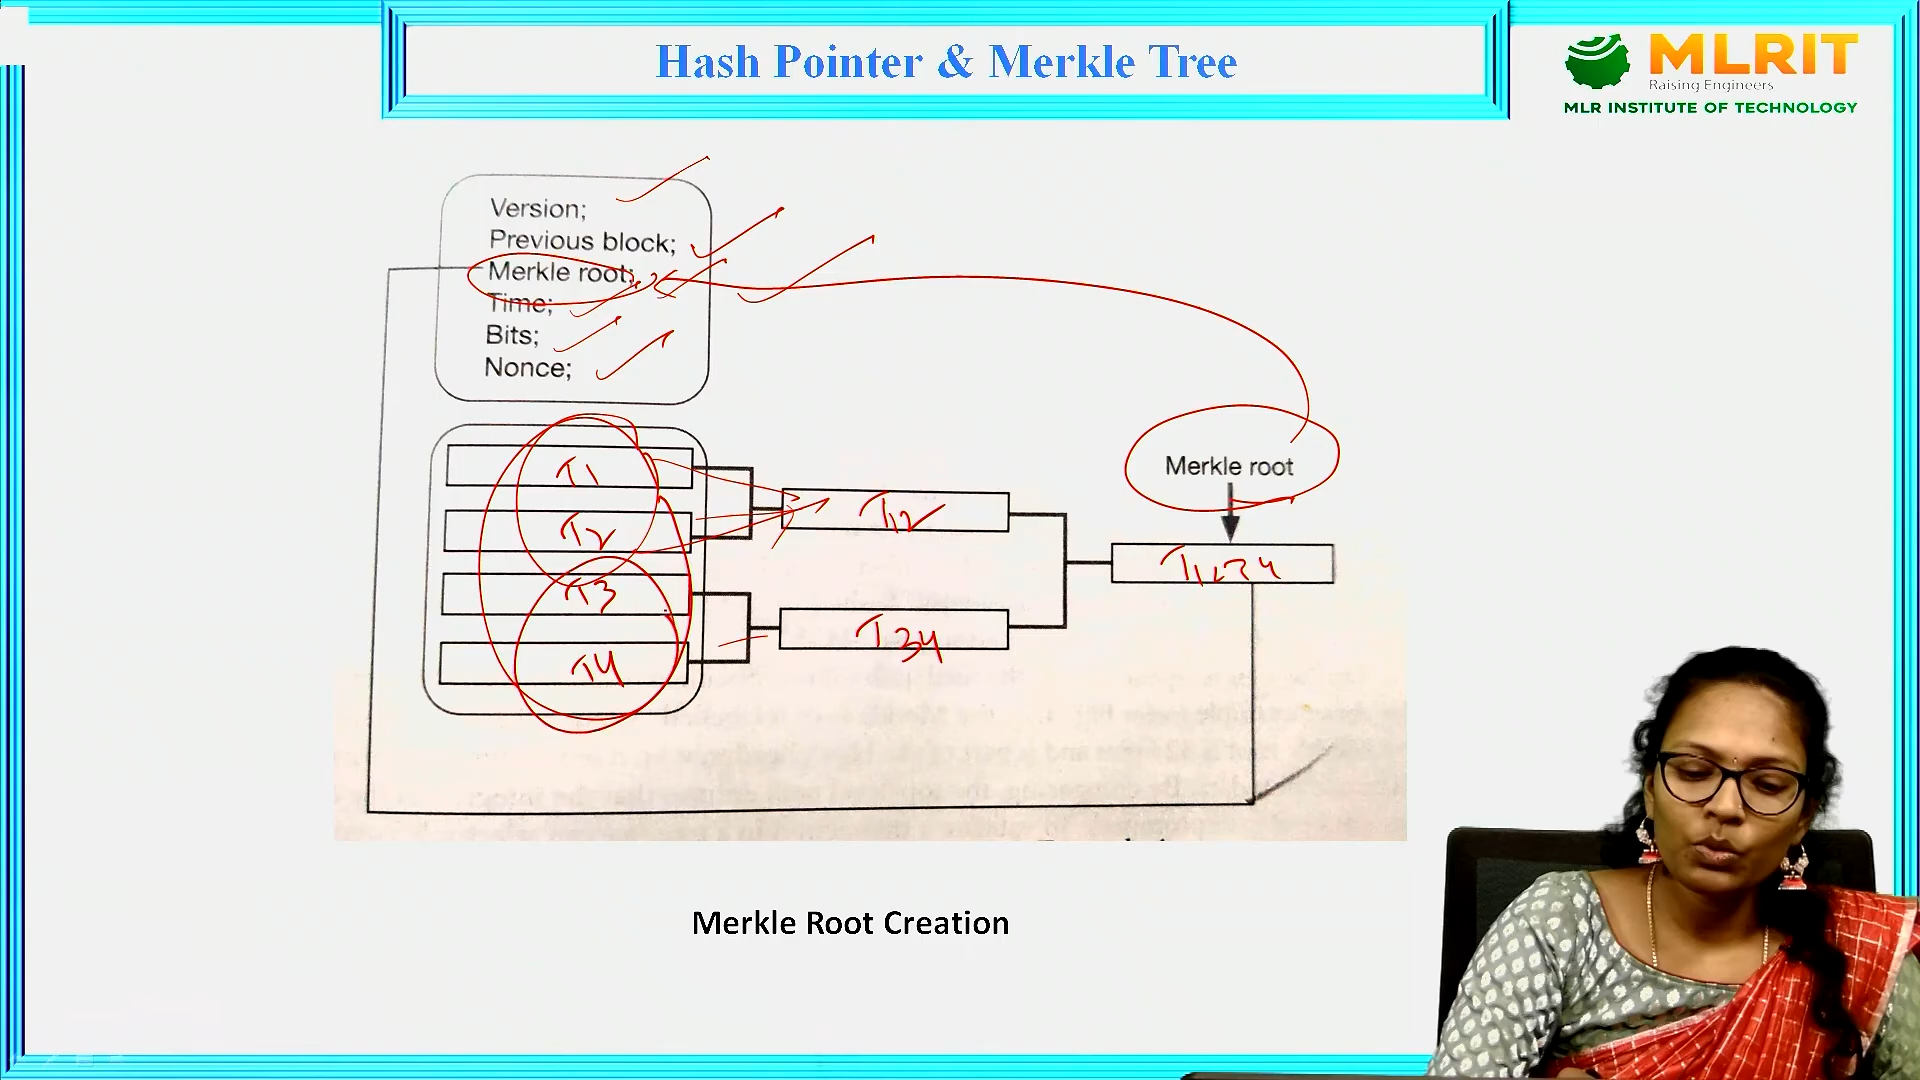 Hash Pointer & Merkle Tree
MLRIT
Raising Engineers
MLR INSTITUTE OF TECHNOLOGY
Version;
Previous block;
Merkle root;
Time;
Bits;
Nonce;
T1
T2
T3
T4
T12
T34
Merkle root
T1234
Merkle Root Creation